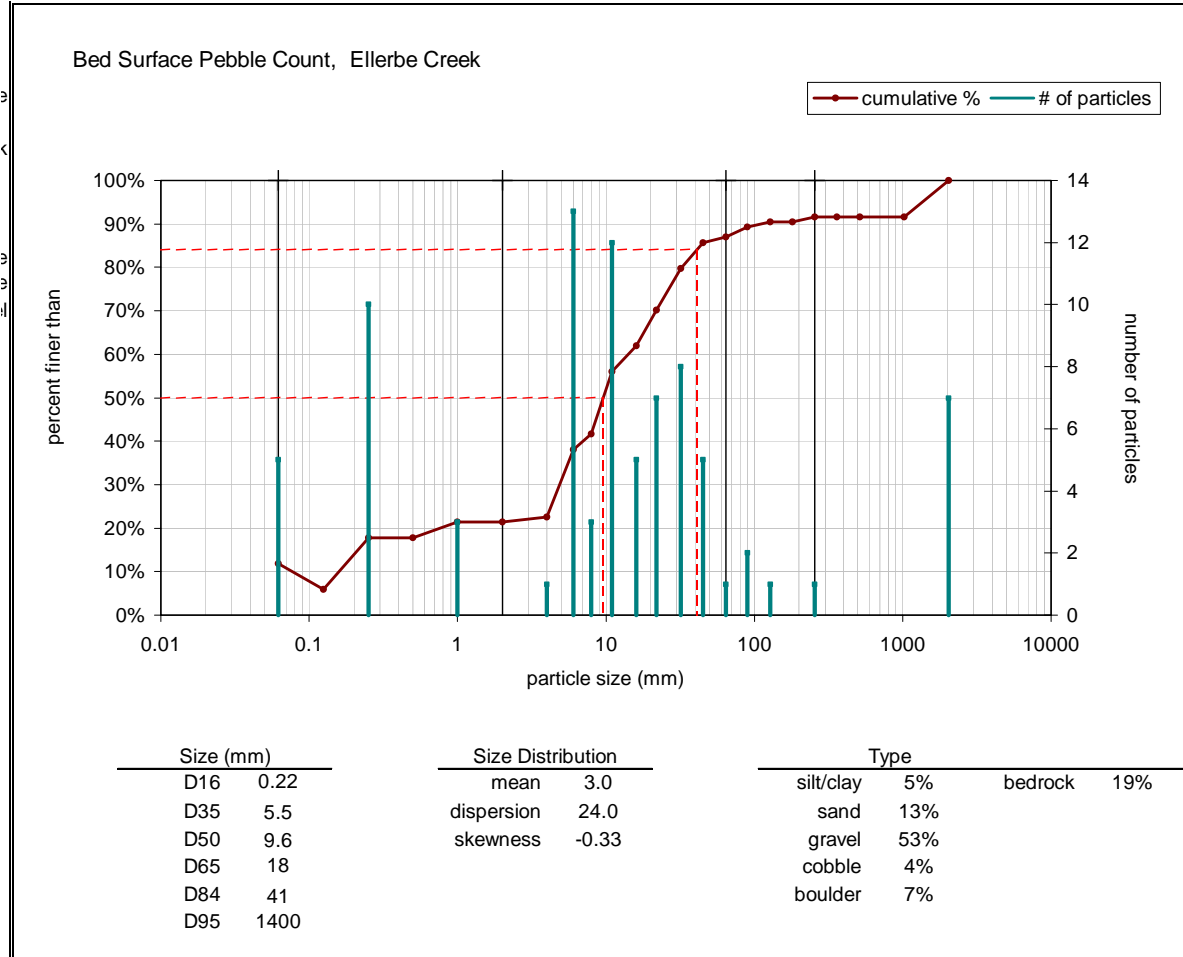 Bed Surface Pebble Count, Ellerbe Creek
cumulative % # of particles
100%
90%
80%
70%
60%
50%
40%
30%
20%
10%
0%
percent finer than
14
12
10
8
6
4
2
0
number of particles
0.01 0.1 1 10 100 1000 10000
particle size (mm)
Size (mm)
D16 0.22
D35 5.5
D50 9.6
D65 18
D84 41
D95 1400
Size Distribution
mean 3.0
dispersion 24.0
skewness -0.33
Type
silt/clay 5% bedrock 19%
sand 13%
gravel 53%
cobble 4%
boulder 7%